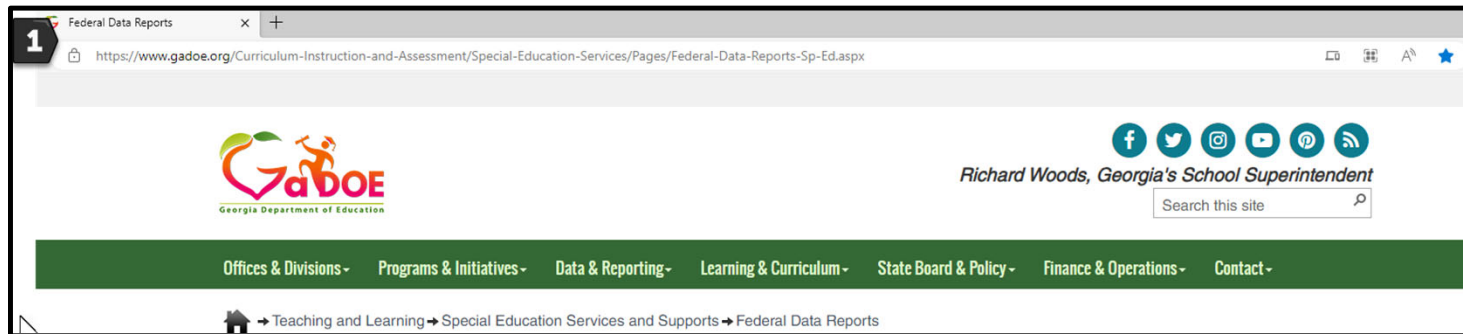 Federal Data Reports
1
https://www.gadoe.org/Curriculum-Instruction-and-Assessment/Special-Education-Services/Pages/Federal-Data-Reports-Sp-Ed.aspx
GaDOE
Georgia Department of Education
Richard Woods, Georgia's School Superintendent
Search this site
Offices & Divisions Programs & Initiatives Data & Reporting Learning & Curriculum State Board & Policy Finance & Operations Contact
➔ Teaching and Learning ➔ Special Education Services and Supports ➔ Federal Data Reports